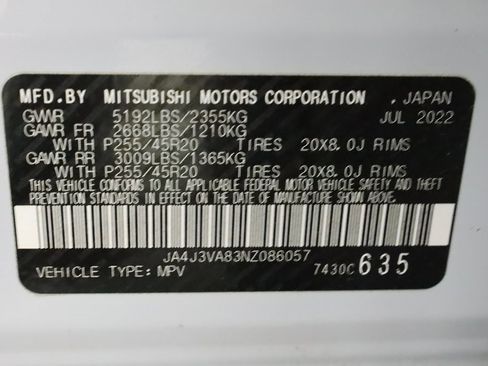 MFD.BY MITSUBISHI MOTORS CORPORATION , JAPAN
GVWR 5192LBS/2355KG JUL 2022
GAWR FR 2668LBS/1210KG
WITH P255/45R20 TIRES 20X8.0J RIMS
GAWR RR 3009LBS/1365KG
WITH P255/45R20 TIRES 20X8.0J RIMS
THIS VEHICLE CONFORMS TO ALL APPLICABLE FEDERAL MOTOR VEHICLE SAFETY AND THEFT
PREVENTION STANDARDS IN EFFECT ON THE DATE OF MANUFACTURE SHOWN ABOVE.
JA4J3VA83NZ086057
VEHICLE TYPE: MPV 7430C 635